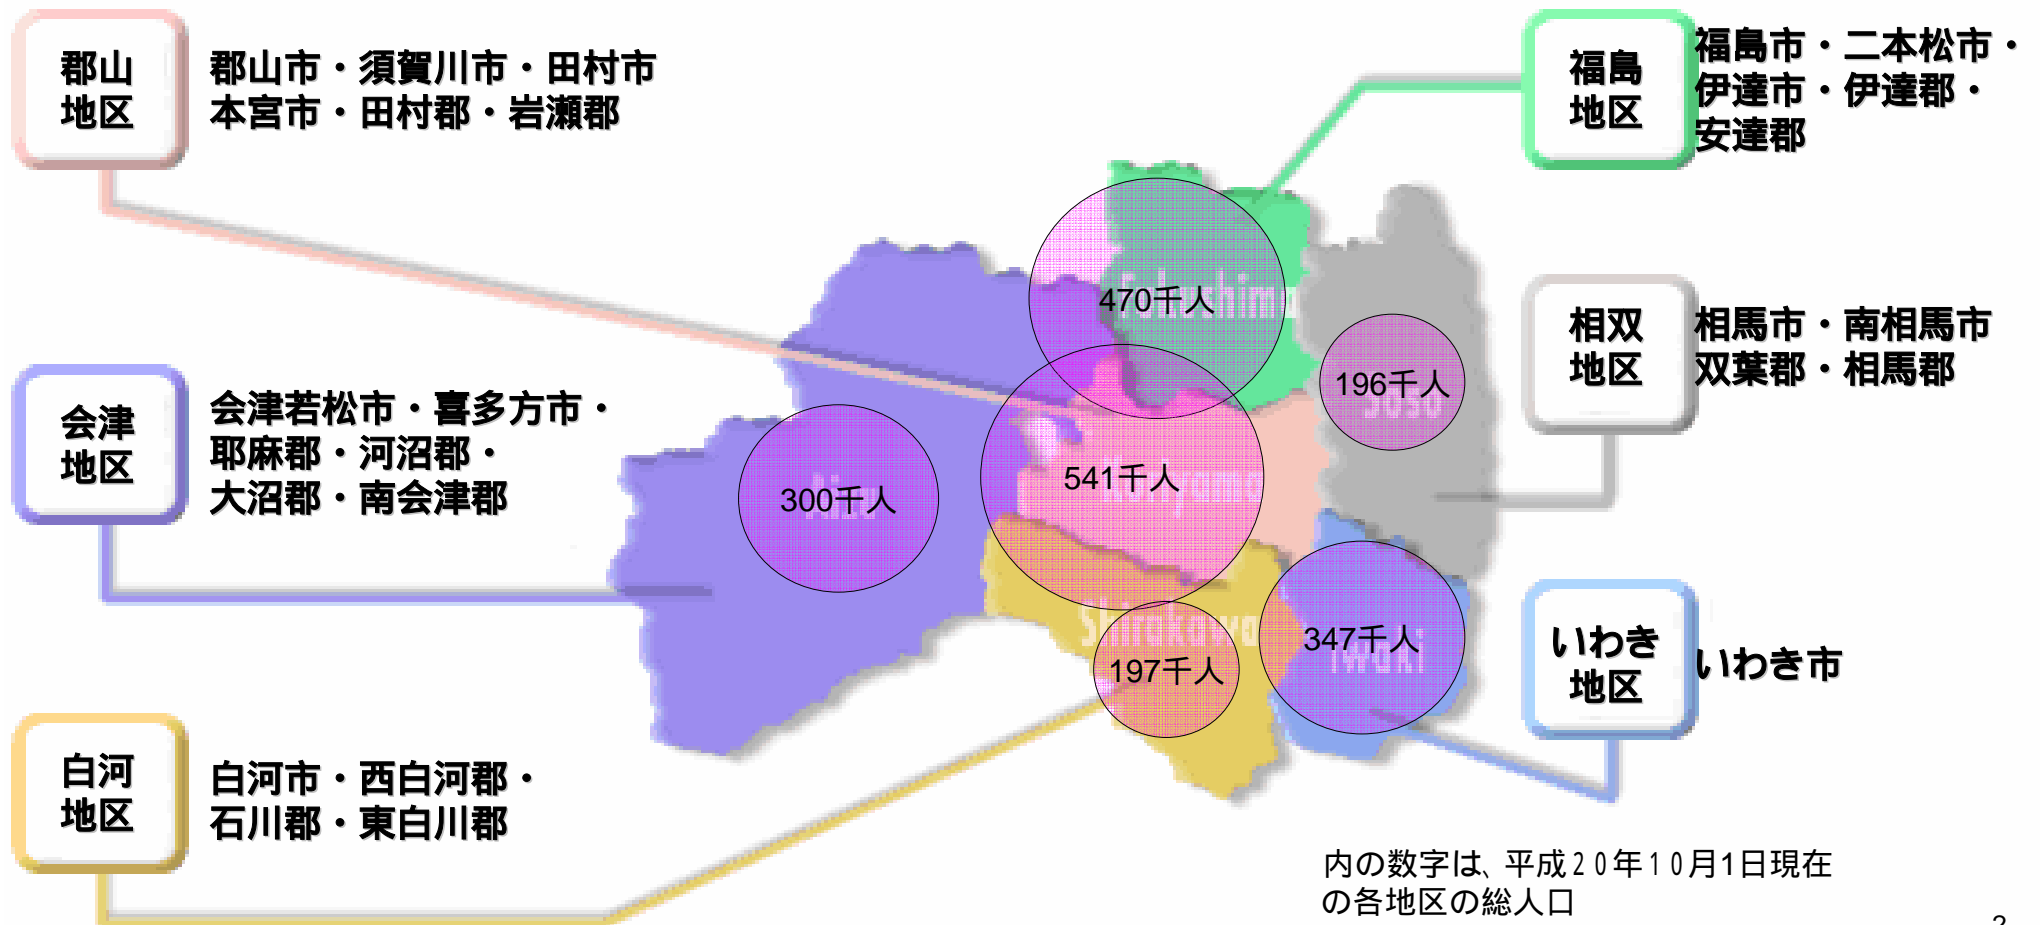 郡山
地区
郡山市・須賀川市・田村市
本宮市・田村郡・岩瀬郡
福島
地区
福島市・二本松市・
伊達市・伊達郡・
安達郡
470千人
相双
地区
相馬市・南相馬市
双葉郡・相馬郡
196千人
会津
地区
会津若松市・喜多方市・
耶麻郡・河沼郡・
大沼郡・南会津郡
300千人
541千人
いわき
地区
いわき市
347千人
Iwaki
Shirakawa
197千人
白河
地区
白河市・西白河郡・
石川郡・東白川郡
内の数字は、平成20年10月1日現在
の各地区の総人口